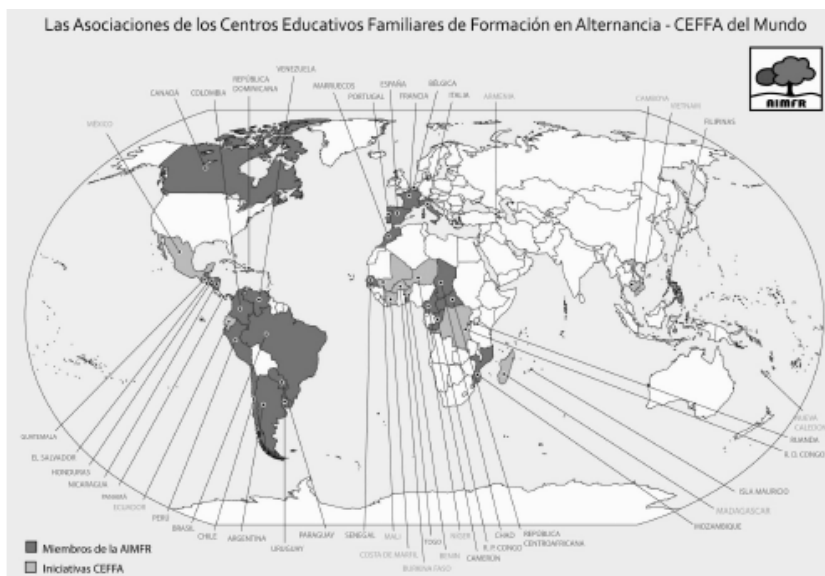 Las Asociaciones de los Centros Educativos Familiares de Formación en Alternancia - CEFFA del Mundo
AIMFR
CANADÁ
COLOMBIA
REPÚBLICA
DOMINICANA
VENEZUELA
MARRUECOS
PORTUGAL
ESPAÑA
FRANCIA
BÉLGICA
ITALIA
ARMENIA
CAMBOYA
VIETNAM
FILIPINAS
MÉXICO
GUATEMALA
EL SALVADOR
HONDURAS
NICARAGUA
PANAMÁ
ECUADOR
PERÚ
BRASIL
CHILE
ARGENTINA
URUGUAY
PARAGUAY
SENEGAL
MALI
COSTA DE MARFIL
BURKINA FASO
TOGO
BENIN
NÍGER
CAMERÚN
R. P. CONGO
CHAD
REPÚBLICA
CENTROAFRICANA
MOZAMBIQUE
MADAGASCAR
ISLA MAURICIO
R. D. CONGO
RUANDA
NUEVA
CALEDONIA
Miembros de la AIMFR
Iniciativas CEFFA